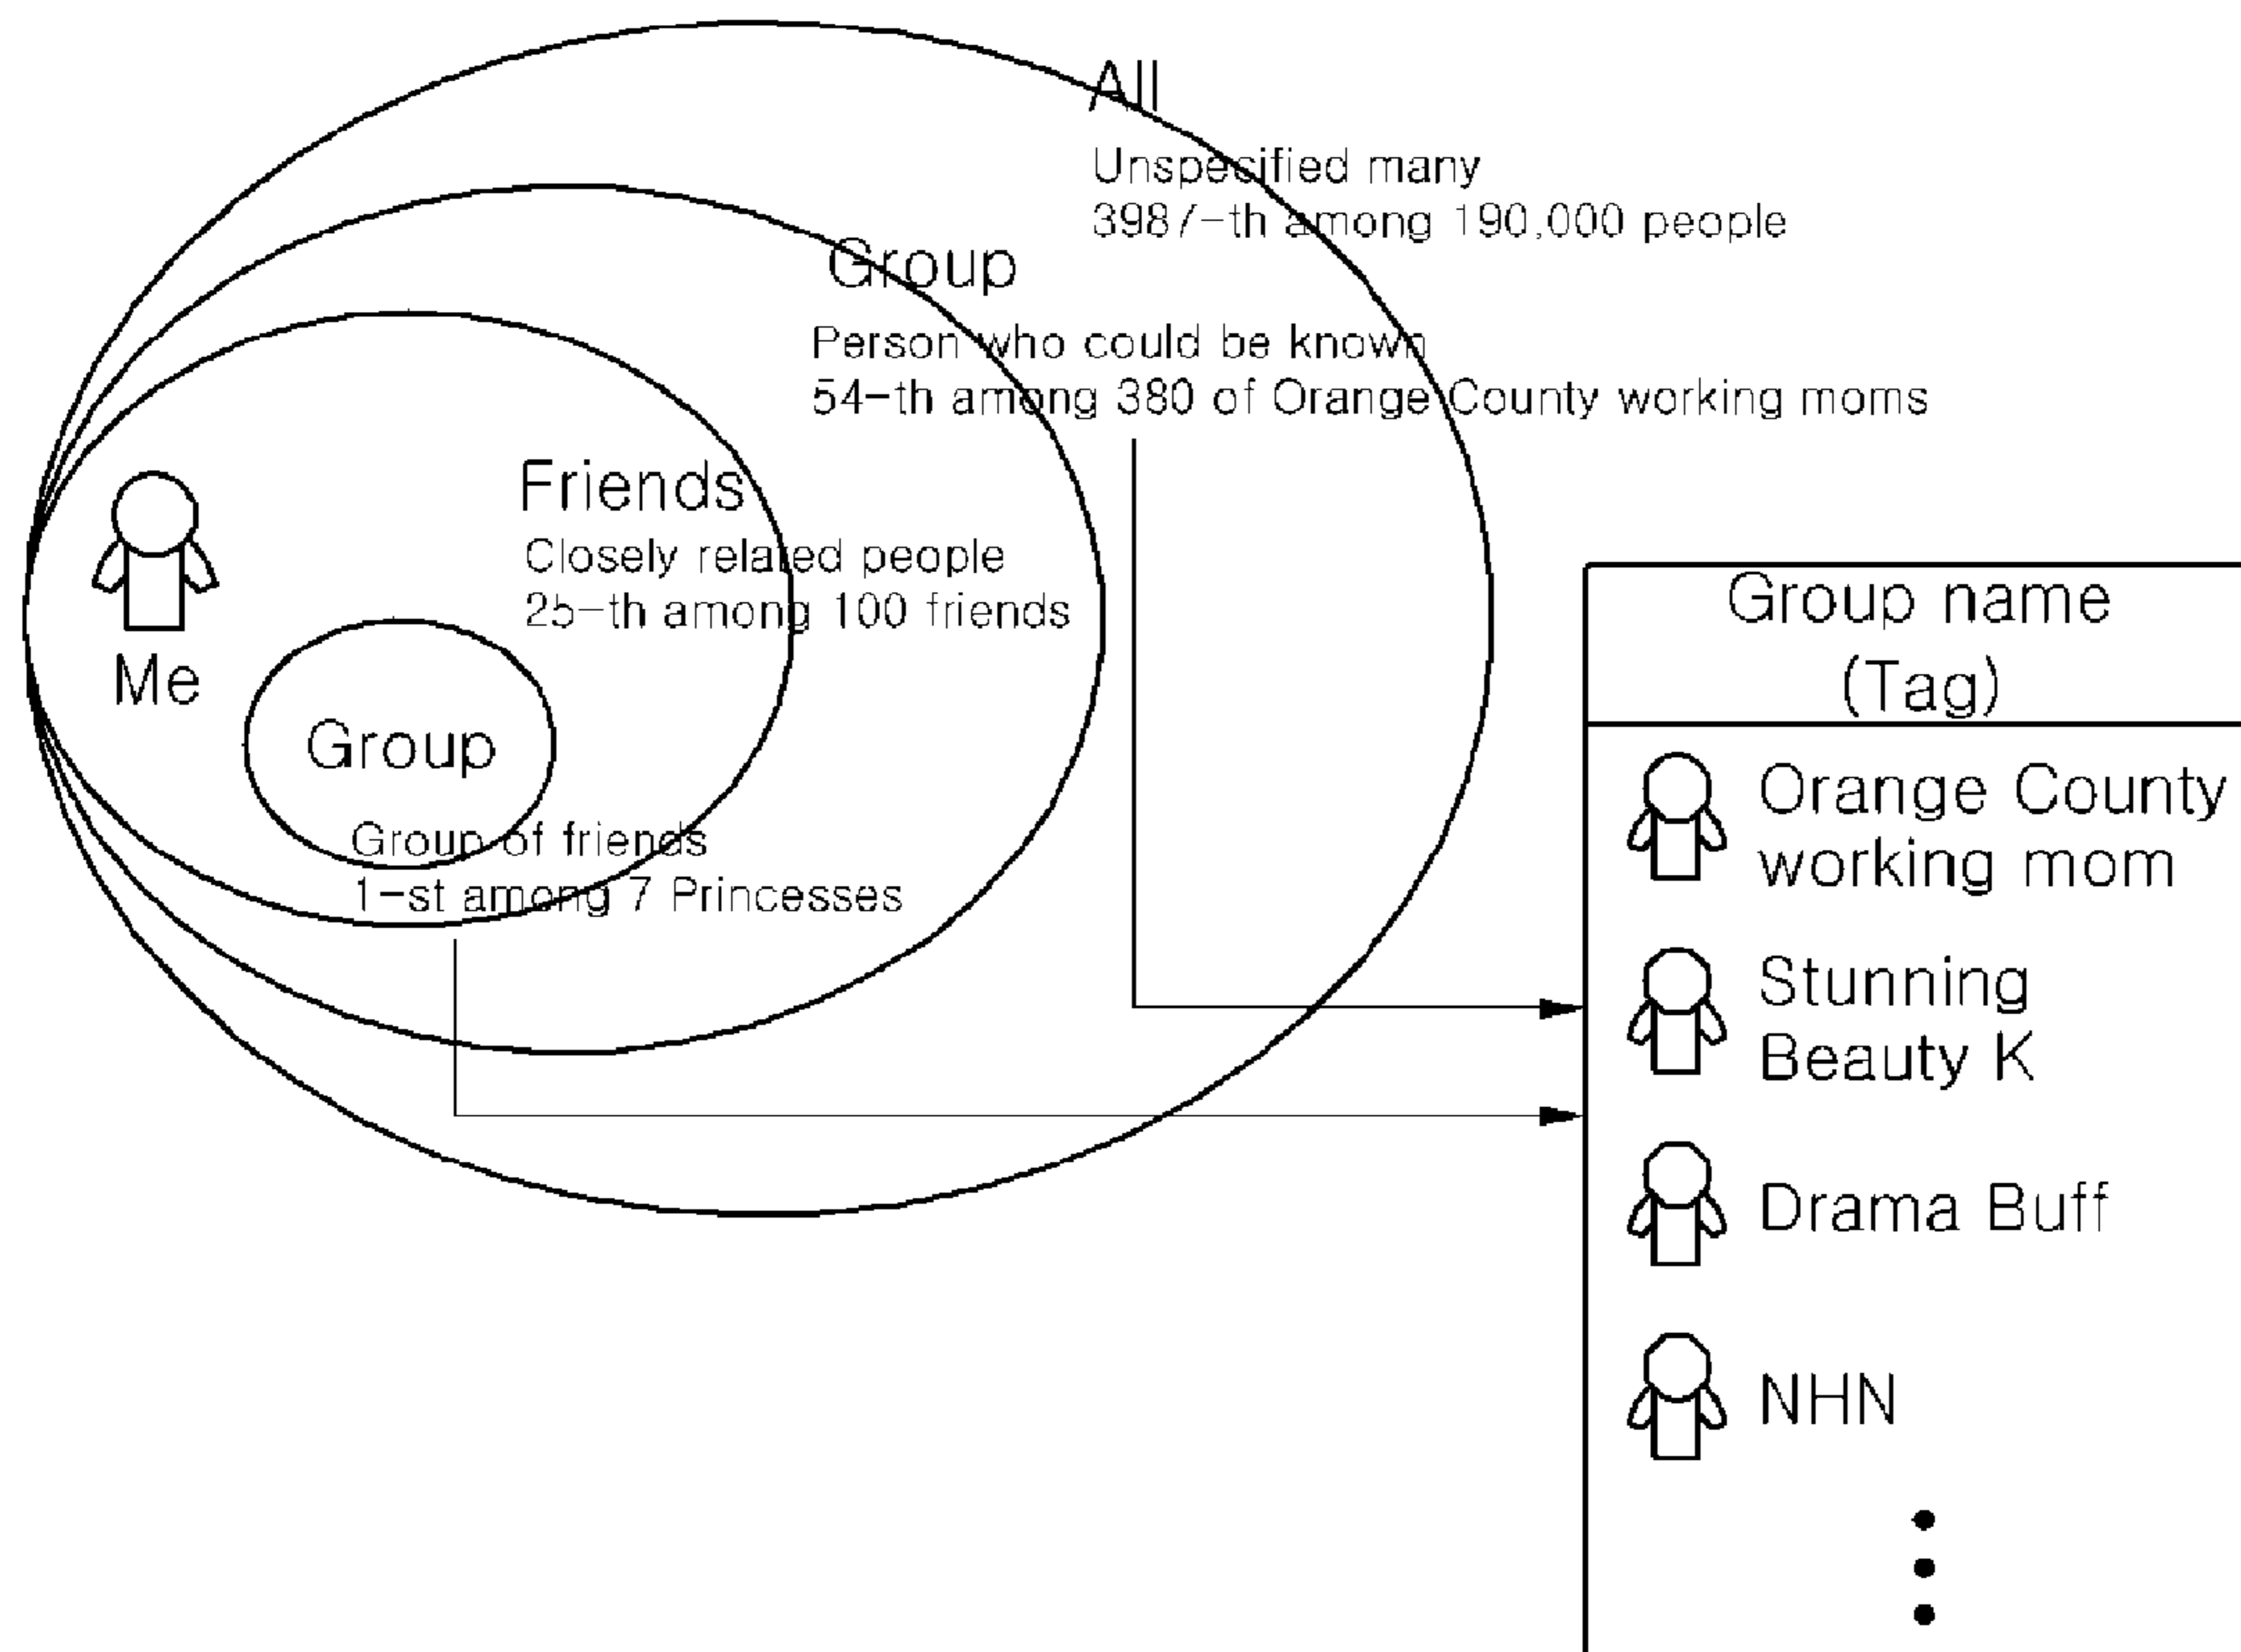 All
Unspecified many
3987-th among 190,000 people
Group
Person who could be known
54-th among 380 of Orange County working moms
Friends
Closely related people
25-th among 100 friends
Me
Group
Group of friends
1-st among 7 Princesses
Group name
(Tag)
Orange County
working mom
Stunning
Beauty K
Drama Buff
NHN